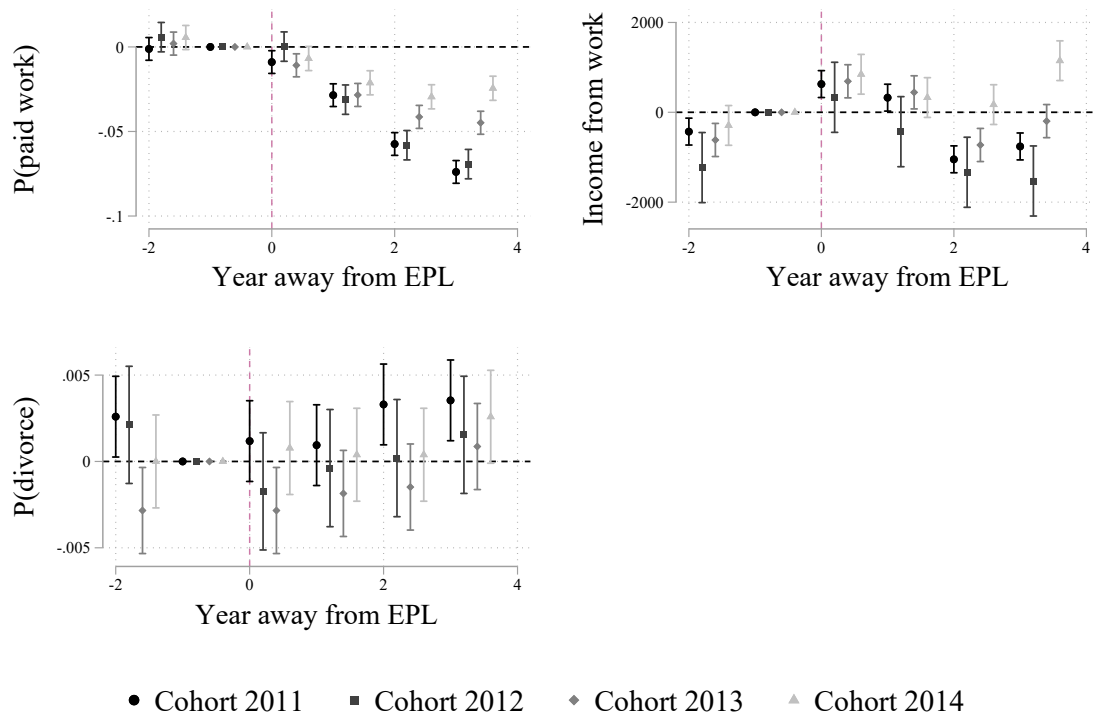 P(paid work)
0
-.05
-.1
-2
0
2
4
Year away from EPL
Income from work
2000
0
-2000
-2
0
2
4
Year away from EPL
P(divorce)
.005
0
-.005
-2
0
2
4
Year away from EPL
Cohort 2011
Cohort 2012
Cohort 2013
Cohort 2014